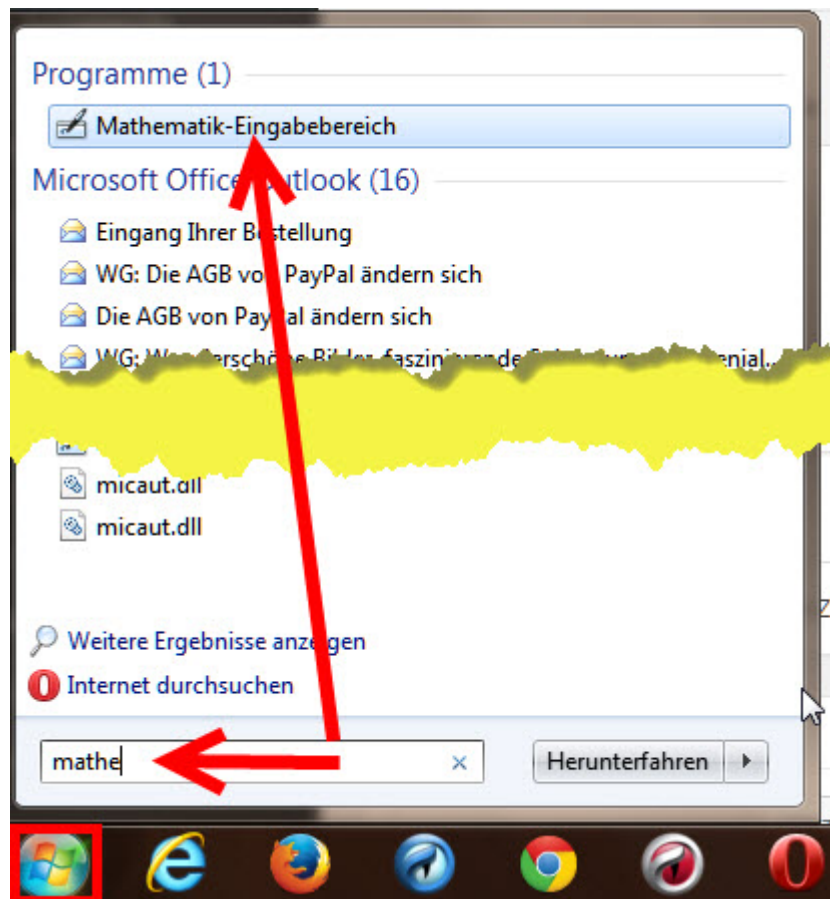 Programme (1)
Mathematik-Eingabebereich
Microsoft Office Outlook (16)
Eingang Ihrer Bestellung
WG: Die AGB von PayPal ändern sich
Die AGB von PayPal ändern sich
WG:
micaut.dll
micaut.dll
Weitere Ergebnisse anzeigen
Internet durchsuchen
mathe
Herunterfahren